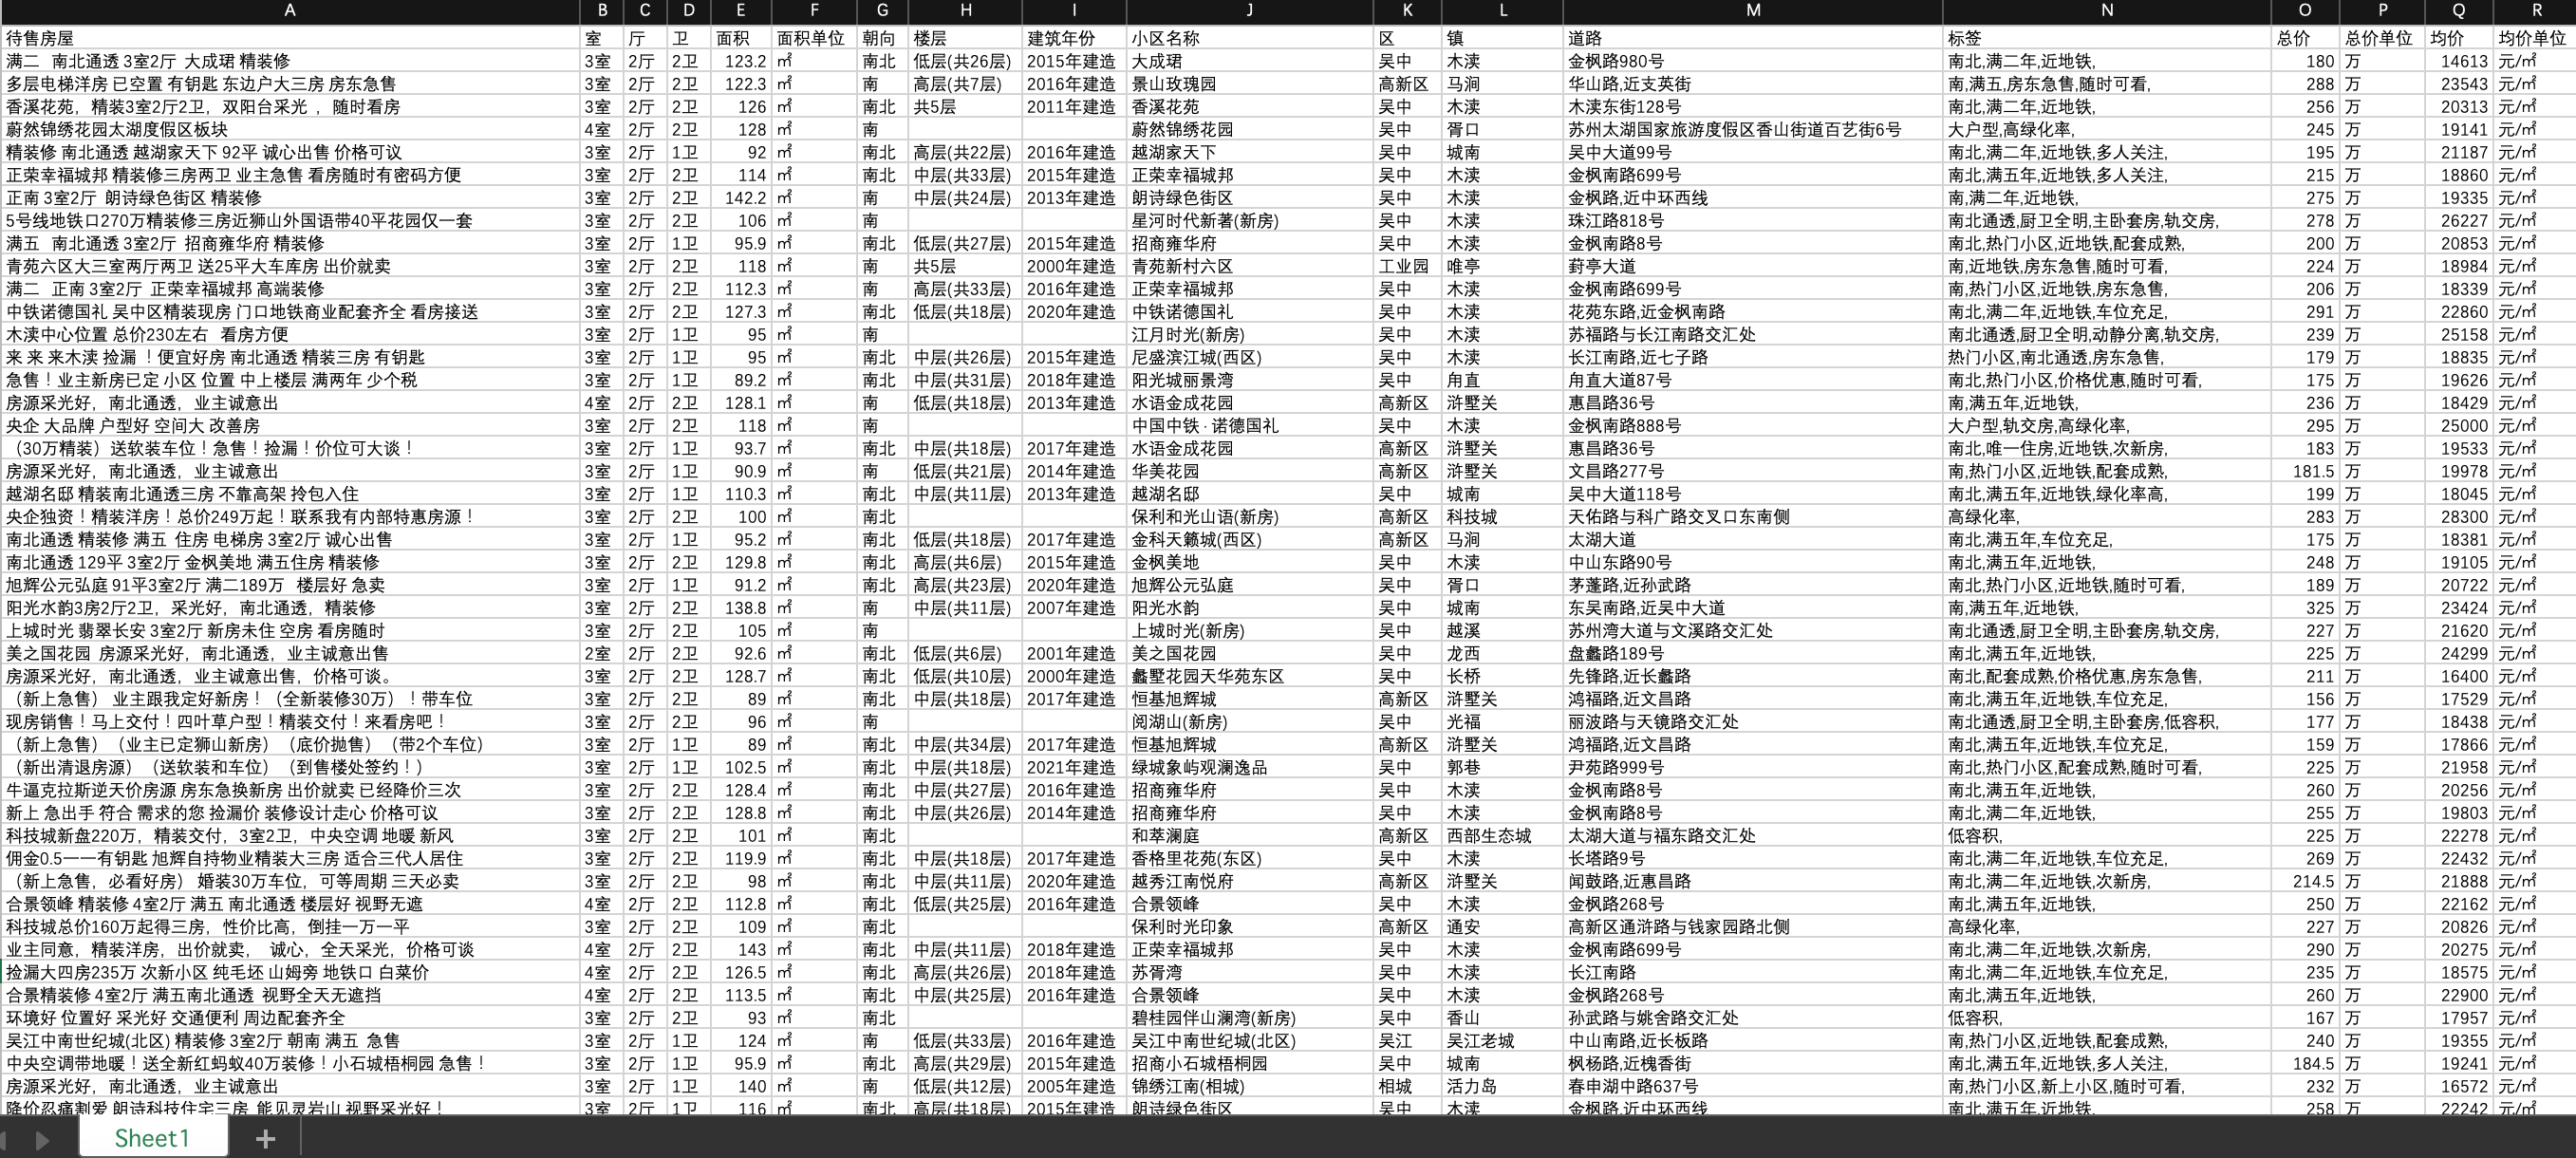 A B C D E F G H I J K L M N O P Q R
待售房屋 室 厅 卫 面积 面积单位 朝向 楼层 建筑年份 小区名称 区 镇 道路 标签 总价 总价单位 均价 均价单位
满二 南北通透 3室2厅 大成珺 精装修 3室 2厅 2卫 123.2 ㎡ 南北 低层(共26层) 2015年建造 大成珺 吴中 木渎 金枫路980号 南北,满二年,近地铁, 180 万 14613 元/㎡
多层电梯洋房 已空置 有钥匙 东边户大三房 房东急售 3室 2厅 2卫 122.3 ㎡ 南 高层(共7层) 2016年建造 景山玫瑰园 高新区 马涧 华山路,近支英街 南,满五,房东急售,随时可看, 288 万 23543 元/㎡
香溪花苑，精装3室2厅2卫，双阳台采光 ，随时看房 3室 2厅 2卫 126 ㎡ 南北 共5层 2011年建造 香溪花苑 吴中 木渎 木渎东街128号 南北,满二年,近地铁, 256 万 20313 元/㎡
蔚然锦绣花园太湖度假区板块 4室 2厅 2卫 128 ㎡ 南 蔚然锦绣花园 吴中 胥口 苏州太湖国家旅游度假区香山街道百艺街6号 大户型,高绿化率, 245 万 19141 元/㎡
精装修 南北通透 越湖家天下 92平 诚心出售 价格可议 3室 2厅 1卫 92 ㎡ 南北 高层(共22层) 2016年建造 越湖家天下 吴中 城南 吴中大道99号 南北,满二年,近地铁,多人关注, 195 万 21187 元/㎡
正荣幸福城邦 精装修三房两卫 业主急售 看房随时有密码方便 3室 2厅 2卫 114 ㎡ 南北 中层(共33层) 2015年建造 正荣幸福城邦 吴中 木渎 金枫南路699号 南北,满五年,近地铁,多人关注, 215 万 18860 元/㎡
正南 3室2厅 朗诗绿色街区 精装修 3室 2厅 2卫 142.2 ㎡ 南 中层(共24层) 2013年建造 朗诗绿色街区 吴中 木渎 金枫路,近中环西线 南,满二年,近地铁, 275 万 19335 元/㎡
5号线地铁口270万精装修三房近狮山外国语带40平花园仅一套 3室 2厅 2卫 106 ㎡ 南 星河时代新著(新房) 吴中 木渎 珠江路818号 南北通透,厨卫全明,主卧套房,轨交房, 278 万 26227 元/㎡
满五 南北通透 3室2厅 招商雍华府 精装修 3室 2厅 1卫 95.9 ㎡ 南北 低层(共27层) 2015年建造 招商雍华府 吴中 木渎 金枫南路8号 南北,热门小区,近地铁,配套成熟, 200 万 20853 元/㎡
青苑六区大三室两厅两卫 送25平大车库房 出价就卖 3室 2厅 2卫 118 ㎡ 南 共5层 2000年建造 青苑新村六区 工业园 唯亭 葑亭大道 南,近地铁,房东急售,随时可看, 224 万 18984 元/㎡
满二 正南 3室2厅 正荣幸福城邦 高端装修 3室 2厅 2卫 112.3 ㎡ 南 高层(共33层) 2016年建造 正荣幸福城邦 吴中 木渎 金枫南路699号 南,热门小区,近地铁,房东急售, 206 万 18339 元/㎡
中铁诺德国礼 吴中区精装现房 门口地铁商业配套齐全 看房接送 3室 2厅 2卫 127.3 ㎡ 南北 低层(共18层) 2020年建造 中铁诺德国礼 吴中 木渎 花苑东路,近金枫南路 南北,满二年,近地铁,车位充足, 291 万 22860 元/㎡
木渎中心位置 总价230左右 看房方便 3室 2厅 1卫 95 ㎡ 南 江月时光(新房) 吴中 木渎 苏福路与长江南路交汇处 南北通透,厨卫全明,动静分离,轨交房, 239 万 25158 元/㎡
来 来 来木渎 捡漏 ！便宜好房 南北通透 精装三房 有钥匙 3室 2厅 1卫 95 ㎡ 南北 中层(共26层) 2015年建造 尼盛滨江城(西区) 吴中 木渎 长江南路,近七子路 热门小区,南北通透,房东急售, 179 万 18835 元/㎡
急售！业主新房已定 小区 位置 中上楼层 满两年 少个税 3室 2厅 1卫 89.2 ㎡ 南北 中层(共31层) 2018年建造 阳光城丽景湾 吴中 甪直 甪直大道87号 南北,热门小区,价格优惠,随时可看, 175 万 19626 元/㎡
房源采光好，南北通透，业主诚意出 4室 2厅 2卫 128.1 ㎡ 南 低层(共18层) 2013年建造 水语金成花园 高新区 浒墅关 惠昌路36号 南,满五年,近地铁, 236 万 18429 元/㎡
央企 大品牌 户型好 空间大 改善房 3室 2厅 2卫 118 ㎡ 南 中国中铁·诺德国礼 吴中 木渎 金枫南路888号 大户型,轨交房,高绿化率, 295 万 25000 元/㎡
（30万精装）送软装车位！急售！捡漏！价位可大谈！ 3室 2厅 1卫 93.7 ㎡ 南北 中层(共18层) 2017年建造 水语金成花园 高新区 浒墅关 惠昌路36号 南北,唯一住房,近地铁,次新房, 183 万 19533 元/㎡
房源采光好，南北通透，业主诚意出 3室 2厅 1卫 90.9 ㎡ 南 低层(共21层) 2014年建造 华美花园 高新区 浒墅关 文昌路277号 南,热门小区,近地铁,配套成熟, 181.5 万 19978 元/㎡
越湖名邸 精装南北通透三房 不靠高架 拎包入住 3室 2厅 1卫 110.3 ㎡ 南北 中层(共11层) 2013年建造 越湖名邸 吴中 城南 吴中大道118号 南北,满五年,近地铁,绿化率高, 199 万 18045 元/㎡
央企独资！精装洋房！总价249万起！联系我有内部特惠房源！ 3室 2厅 2卫 100 ㎡ 南北 保利和光山语(新房) 高新区 科技城 天佑路与科广路交叉口东南侧 高绿化率, 283 万 28300 元/㎡
南北通透 精装修 满五 住房 电梯房 3室2厅 诚心出售 3室 2厅 1卫 95.2 ㎡ 南北 低层(共18层) 2017年建造 金科天籁城(西区) 高新区 马涧 太湖大道 南北,满五年,车位充足, 175 万 18381 元/㎡
南北通透 129平 3室2厅 金枫美地 满五住房 精装修 3室 2厅 2卫 129.8 ㎡ 南北 高层(共6层) 2015年建造 金枫美地 吴中 木渎 中山东路90号 南北,满五年,近地铁, 248 万 19105 元/㎡
旭辉公元弘庭 91平3室2厅 满二189万 楼层好 急卖 3室 2厅 1卫 91.2 ㎡ 南北 高层(共23层) 2020年建造 旭辉公元弘庭 吴中 胥口 茅蓬路,近孙武路 南北,热门小区,近地铁,随时可看, 189 万 20722 元/㎡
阳光水韵3房2厅2卫，采光好，南北通透，精装修 3室 2厅 2卫 138.8 ㎡ 南 中层(共11层) 2007年建造 阳光水韵 吴中 城南 东吴南路,近吴中大道 南,满五年,近地铁, 325 万 23424 元/㎡
上城时光 翡翠长安 3室2厅 新房未住 空房 看房随时 3室 2厅 2卫 105 ㎡ 南 上城时光(新房) 吴中 越溪 苏州湾大道与文溪路交汇处 南北通透,厨卫全明,主卧套房,轨交房, 227 万 21620 元/㎡
美之国花园 房源采光好，南北通透，业主诚意出售 2室 2厅 2卫 92.6 ㎡ 南北 低层(共6层) 2001年建造 美之国花园 吴中 龙西 盘蠡路189号 南北,满五年,近地铁, 225 万 24299 元/㎡
房源采光好，南北通透，业主诚意出售，价格可谈。 3室 2厅 2卫 128.7 ㎡ 南北 低层(共10层) 2000年建造 蠡墅花园天华苑东区 吴中 长桥 先锋路,近长蠡路 南北,配套成熟,价格优惠,房东急售, 211 万 16400 元/㎡
（新上急售） 业主跟我定好新房！（全新装修30万）！带车位 3室 2厅 2卫 89 ㎡ 南北 中层(共18层) 2017年建造 恒基旭辉城 高新区 浒墅关 鸿福路,近文昌路 南北,满五年,近地铁,车位充足, 156 万 17529 元/㎡
现房销售！马上交付！四叶草户型！精装交付！来看房吧！ 3室 2厅 2卫 96 ㎡ 南 阅湖山(新房) 吴中 光福 丽波路与天镜路交汇处 南北通透,厨卫全明,主卧套房,低容积, 177 万 18438 元/㎡
（新上急售）（业主已定狮山新房）（底价抛售）（带2个车位） 3室 2厅 1卫 89 ㎡ 南北 中层(共34层) 2017年建造 恒基旭辉城 高新区 浒墅关 鸿福路,近文昌路 南北,满五年,近地铁,车位充足, 159 万 17866 元/㎡
（新出清退房源）（送软装和车位）（到售楼处签约！） 3室 2厅 1卫 102.5 ㎡ 南北 中层(共18层) 2021年建造 绿城象屿观澜逸品 吴中 郭巷 尹苑路999号 南北,热门小区,配套成熟,随时可看, 225 万 21958 元/㎡
牛逼克拉斯逆天价房源 房东急换新房 出价就卖 已经降价三次 3室 2厅 2卫 128.4 ㎡ 南北 中层(共27层) 2016年建造 招商雍华府 吴中 木渎 金枫南路8号 南北,满五年,近地铁, 260 万 20256 元/㎡
新上 急出手 符合 需求的您 捡漏价 装修设计走心 价格可议 3室 2厅 2卫 128.8 ㎡ 南北 中层(共26层) 2014年建造 招商雍华府 吴中 木渎 金枫南路8号 南北,满二年,近地铁, 255 万 19803 元/㎡
科技城新盘220万，精装交付，3室2卫，中央空调 地暖 新风 3室 2厅 2卫 101 ㎡ 南北 和萃澜庭 高新区 西部生态城 太湖大道与福东路交汇处 低容积, 225 万 22278 元/㎡
佣金0.5一一有钥匙 旭辉自持物业精装大三房 适合三代人居住 3室 2厅 2卫 119.9 ㎡ 南北 中层(共18层) 2017年建造 香格里花苑(东区) 吴中 木渎 长塔路9号 南北,满二年,近地铁,车位充足, 269 万 22432 元/㎡
（新上急售，必看好房） 婚装30万车位，可等周期 三天必卖 3室 2厅 2卫 98 ㎡ 南北 中层(共11层) 2020年建造 越秀江南悦府 高新区 浒墅关 闻鼓路,近惠昌路 南北,满二年,近地铁,次新房, 214.5 万 21888 元/㎡
合景领峰 精装修 4室2厅 满五 南北通透 楼层好 视野无遮 4室 2厅 2卫 112.8 ㎡ 南北 低层(共25层) 2016年建造 合景领峰 吴中 木渎 金枫路268号 南北,满五年,近地铁, 250 万 22162 元/㎡
科技城总价160万起得三房，性价比高，倒挂一万一平 3室 2厅 2卫 109 ㎡ 南北 保利时光印象 高新区 通安 高新区通浒路与钱家园路北侧 高绿化率, 227 万 20826 元/㎡
业主同意，精装洋房，出价就卖， 诚心，全天采光，价格可谈 4室 2厅 2卫 143 ㎡ 南北 中层(共11层) 2018年建造 正荣幸福城邦 吴中 木渎 金枫南路699号 南北,满二年,近地铁,次新房, 290 万 20275 元/㎡
捡漏大四房235万 次新小区 纯毛坯 山姆旁 地铁口 白菜价 4室 2厅 2卫 126.5 ㎡ 南北 高层(共26层) 2018年建造 苏胥湾 吴中 木渎 长江南路 南北,满二年,近地铁,车位充足, 235 万 18575 元/㎡
合景精装修 4室2厅 满五南北通透 视野全天无遮挡 4室 2厅 2卫 113.5 ㎡ 南北 中层(共25层) 2016年建造 合景领峰 吴中 木渎 金枫路268号 南北,满五年,近地铁, 260 万 22900 元/㎡
环境好 位置好 采光好 交通便利 周边配套齐全 3室 2厅 2卫 93 ㎡ 南北 碧桂园伴山澜湾(新房) 吴中 香山 孙武路与姚舍路交汇处 低容积, 167 万 17957 元/㎡
吴江中南世纪城(北区) 精装修 3室2厅 朝南 满五 急售 3室 2厅 1卫 124 ㎡ 南 低层(共33层) 2016年建造 吴江中南世纪城(北区) 吴江 吴江老城 中山南路,近长板路 南,热门小区,近地铁,配套成熟, 240 万 19355 元/㎡
中央空调带地暖！送全新红蚂蚁40万装修！小石城梧桐园 急售！ 3室 2厅 1卫 95.9 ㎡ 南北 高层(共29层) 2015年建造 招商小石城梧桐园 吴中 城南 枫杨路,近槐香街 南北,满五年,近地铁,多人关注, 184.5 万 19241 元/㎡
房源采光好，南北通透，业主诚意出 3室 2厅 1卫 140 ㎡ 南 低层(共12层) 2005年建造 锦绣江南(相城) 相城 活力岛 春申湖中路637号 南,热门小区,新上小区,随时可看, 232 万 16572 元/㎡
降价忍痛割爱 朗诗科技住宅三房 能见灵岩山 视野采光好！ 3室 2厅 1卫 116 ㎡ 南北 高层(共18层) 2015年建造 朗诗绿色街区 吴中 木渎 金枫路,近中环西线 南北,满五年,近地铁, 258 万 22242 元/㎡
Sheet1